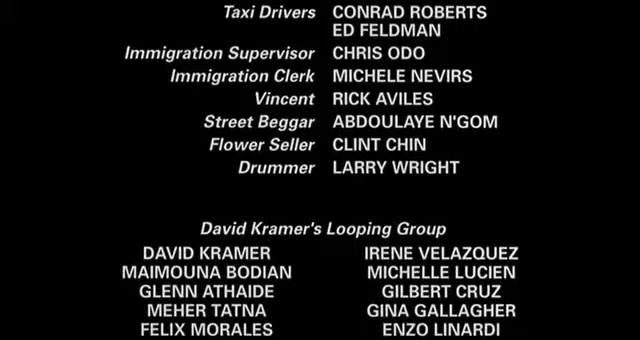 Taxi Drivers CONRAD ROBERTS
ED FELDMAN
Immigration Supervisor CHRIS ODO
Immigration Clerk MICHELE NEVIRS
Vincent RICK AVILES
Street Beggar ABDOULAYE N'GOM
Flower Seller CLINT CHIN
Drummer LARRY WRIGHT
David Kramer's Looping Group
DAVID KRAMER IRENE VELAZQUEZ
MAIMOUNA BODIAN MICHELLE LUCIEN
GLENN ATHAIDE GILBERT CRUZ
MEHER TATNA GINA GALLAGHER
FELIX MORALES ENZO LINARDI